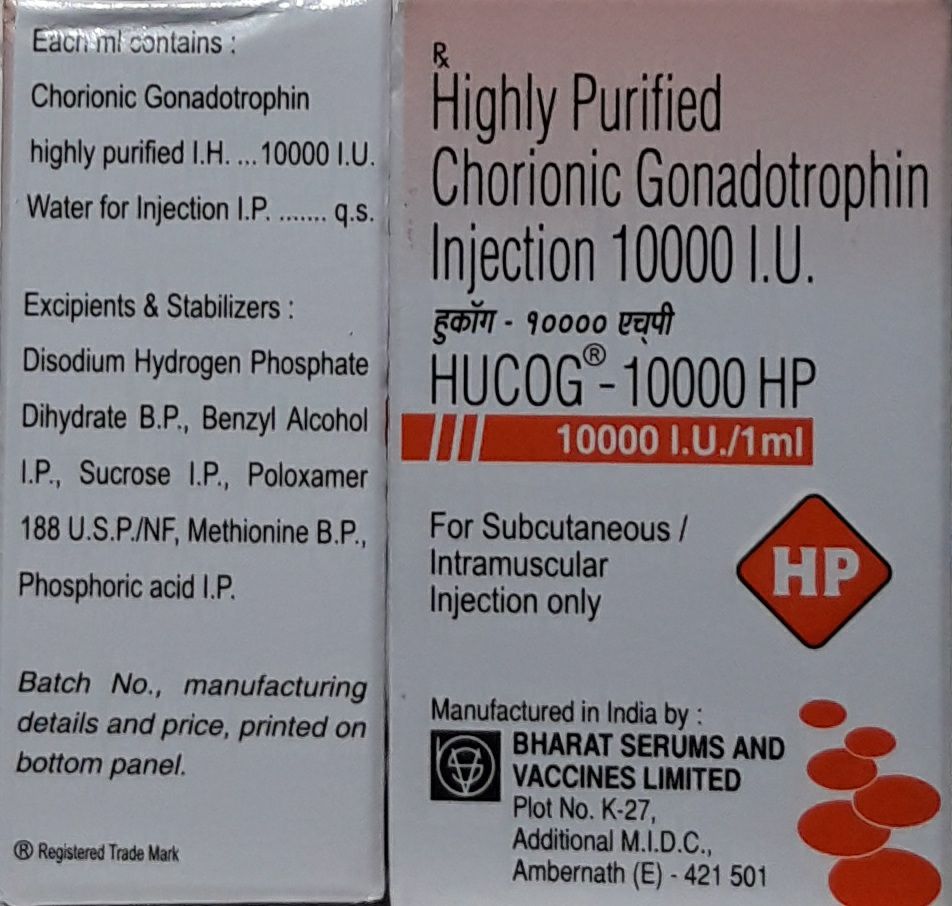 Each ml contains :
Chorionic Gonadotrophin
highly purified I.H. ... 10000 I.U.
Water for Injection I.P. ....... q.s.
Excipients & Stabilizers :
Disodium Hydrogen Phosphate
Dihydrate B.P., Benzyl Alcohol
I.P., Sucrose I.P., Poloxamer
188 U.S.P./NF, Methionine B.P.,
Phosphoric acid I.P.
Batch No., manufacturing
details and price, printed on
bottom panel.
® Registered Trade Mark
℞
Highly Purified
Chorionic Gonadotrophin
Injection 10000 I.U.
हुकॉग - १०००० एच्पी
HUCOG®- 10000 HP
10000 I.U./1ml
For Subcutaneous /
Intramuscular
Injection only
HP
Manufactured in India by :
BHARAT SERUMS AND
VACCINES LIMITED
Plot No. K-27,
Additional M.I.D.C.,
Ambernath (E) - 421 501